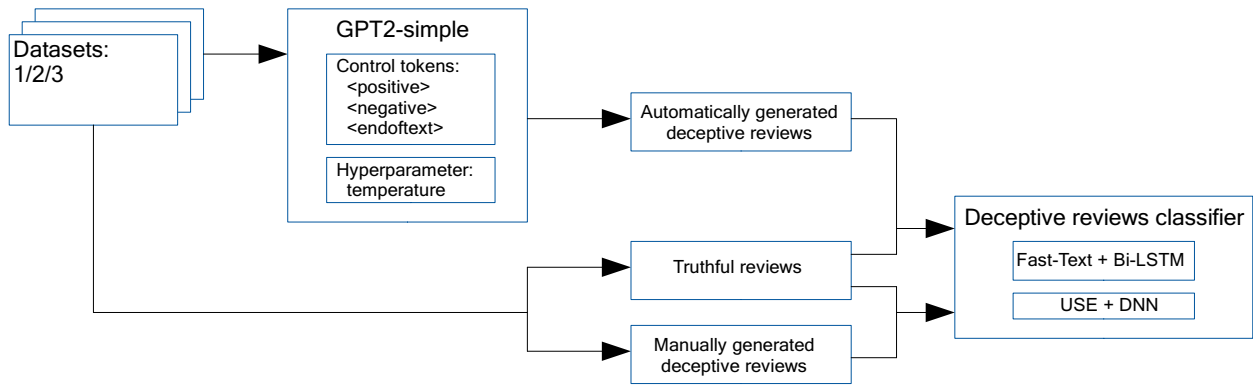 Datasets:
1/2/3
GPT2-simple
Control tokens:
<positive>
<negative>
<endoftext>
Hyperparameter:
temperature
Automatically generated
deceptive reviews
Truthful reviews
Manually generated
deceptive reviews
Deceptive reviews classifier
Fast-Text + Bi-LSTM
USE + DNN